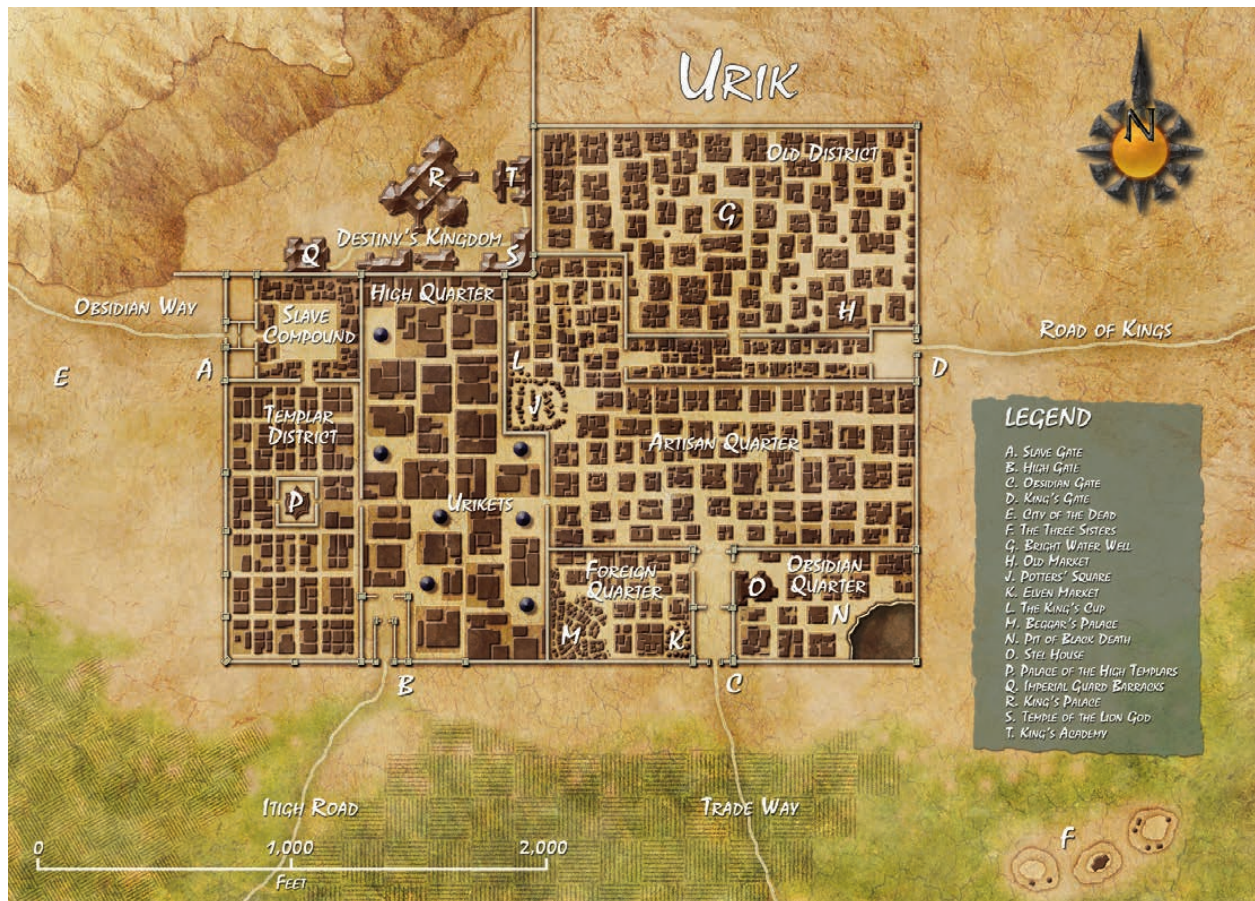 URIK
N
OLD DISTRICT
R
T
G
DESTINY'S KINGDOM
Q
S
HIGH QUARTER
OBSIDIAN WAY
SLAVE
COMPOUND
H
ROAD OF KINGS
E
A
L
D
J
TEMPLAR
DISTRICT
ARTISAN QUARTER
P
URIKETS
FOREIGN
QUARTER
OBSIDIAN
QUARTER
O
M
K
N
B
C
LEGEND
A. SLAVE GATE
B. HIGH GATE
C. OBSIDIAN GATE
D. KING'S GATE
E. CITY OF THE DEAD
F. THE THREE SISTERS
G. BRIGHT WATER WELL
H. OLD MARKET
J. POTTERS' SQUARE
K. ELVEN MARKET
L. THE KING'S CUP
M. BEGGAR'S PALACE
N. PIT OF BLACK DEATH
O. STEL HOUSE
P. PALACE OF THE HIGH TEMPLARS
Q. IMPERIAL GUARD BARRACKS
R. KING'S PALACE
S. TEMPLE OF THE LION GOD
T. KING'S ACADEMY
ITIGH ROAD
TRADE WAY
F
0 1,000 2,000
FEET